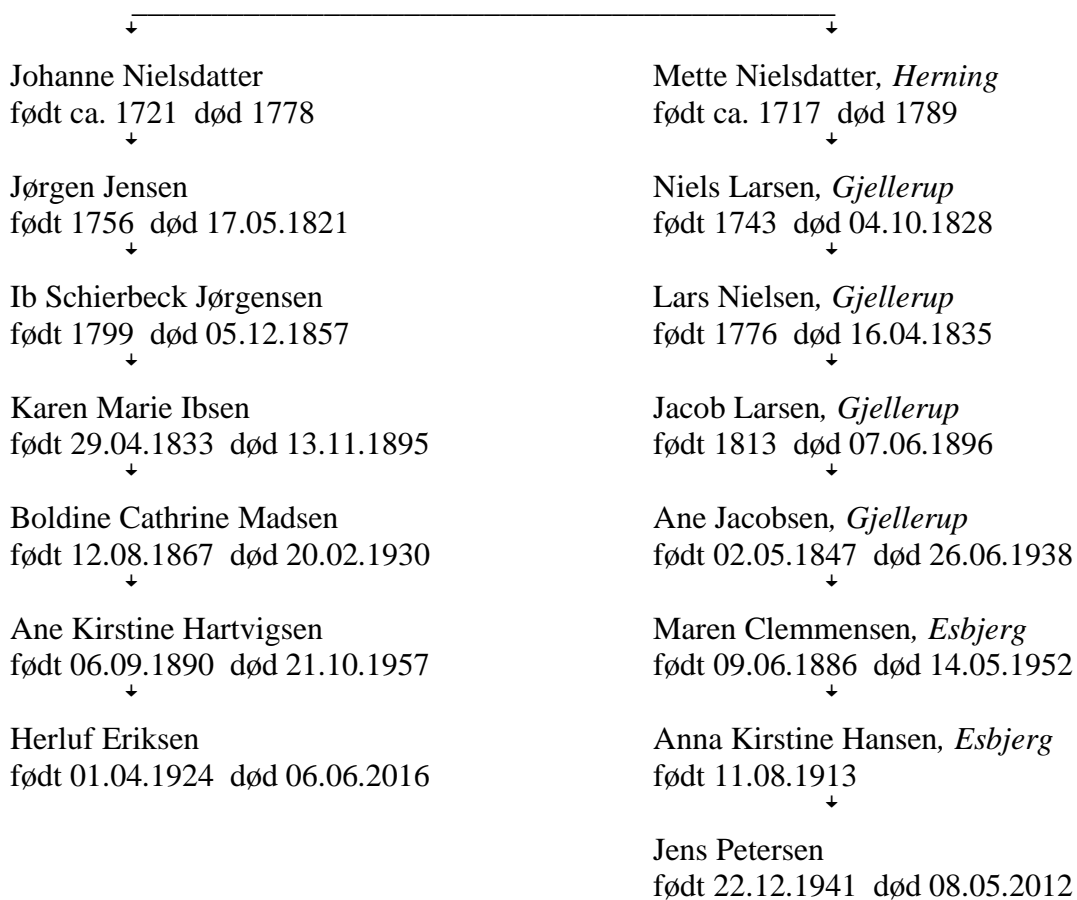 Johanne Nielsdatter
født ca. 1721 død 1778
Jørgen Jensen
født 1756 død 17.05.1821
Ib Schierbeck Jørgensen
født 1799 død 05.12.1857
Karen Marie Ibsen
født 29.04.1833 død 13.11.1895
Boldine Cathrine Madsen
født 12.08.1867 død 20.02.1930
Ane Kirstine Hartvigsen
født 06.09.1890 død 21.10.1957
Herluf Eriksen
født 01.04.1924 død 06.06.2016
Mette Nielsdatter, Herning
født ca. 1717 død 1789
Niels Larsen, Gjellerup
født 1743 død 04.10.1828
Lars Nielsen, Gjellerup
født 1776 død 16.04.1835
Jacob Larsen, Gjellerup
født 1813 død 07.06.1896
Ane Jacobsen, Gjellerup
født 02.05.1847 død 26.06.1938
Maren Clemmensen, Esbjerg
født 09.06.1886 død 14.05.1952
Anna Kirstine Hansen, Esbjerg
født 11.08.1913
Jens Petersen
født 22.12.1941 død 08.05.2012